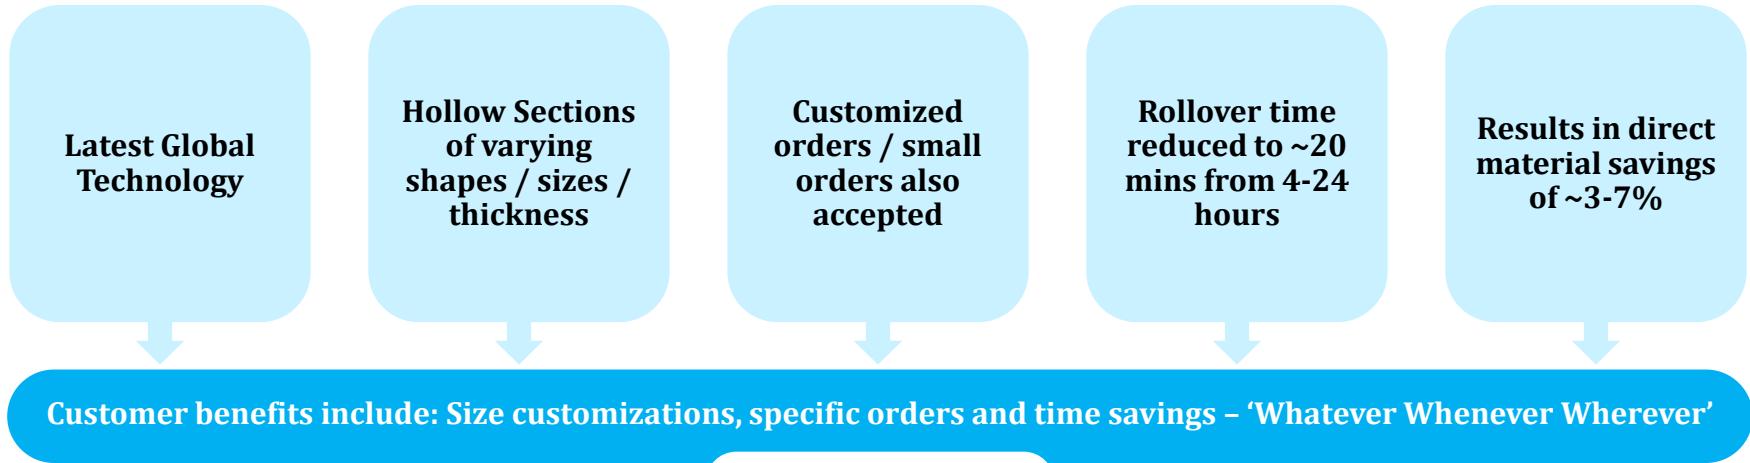 Latest Global
Technology
Hollow Sections
of varying
shapes / sizes /
thickness
Customized
orders / small
orders also
accepted
Rollover time
reduced to ~20
mins from 4-24
hours
Results in direct
material savings
of ~3-7%
Customer benefits include: Size customizations, specific orders and time savings – ‘Whatever Whenever Wherever’